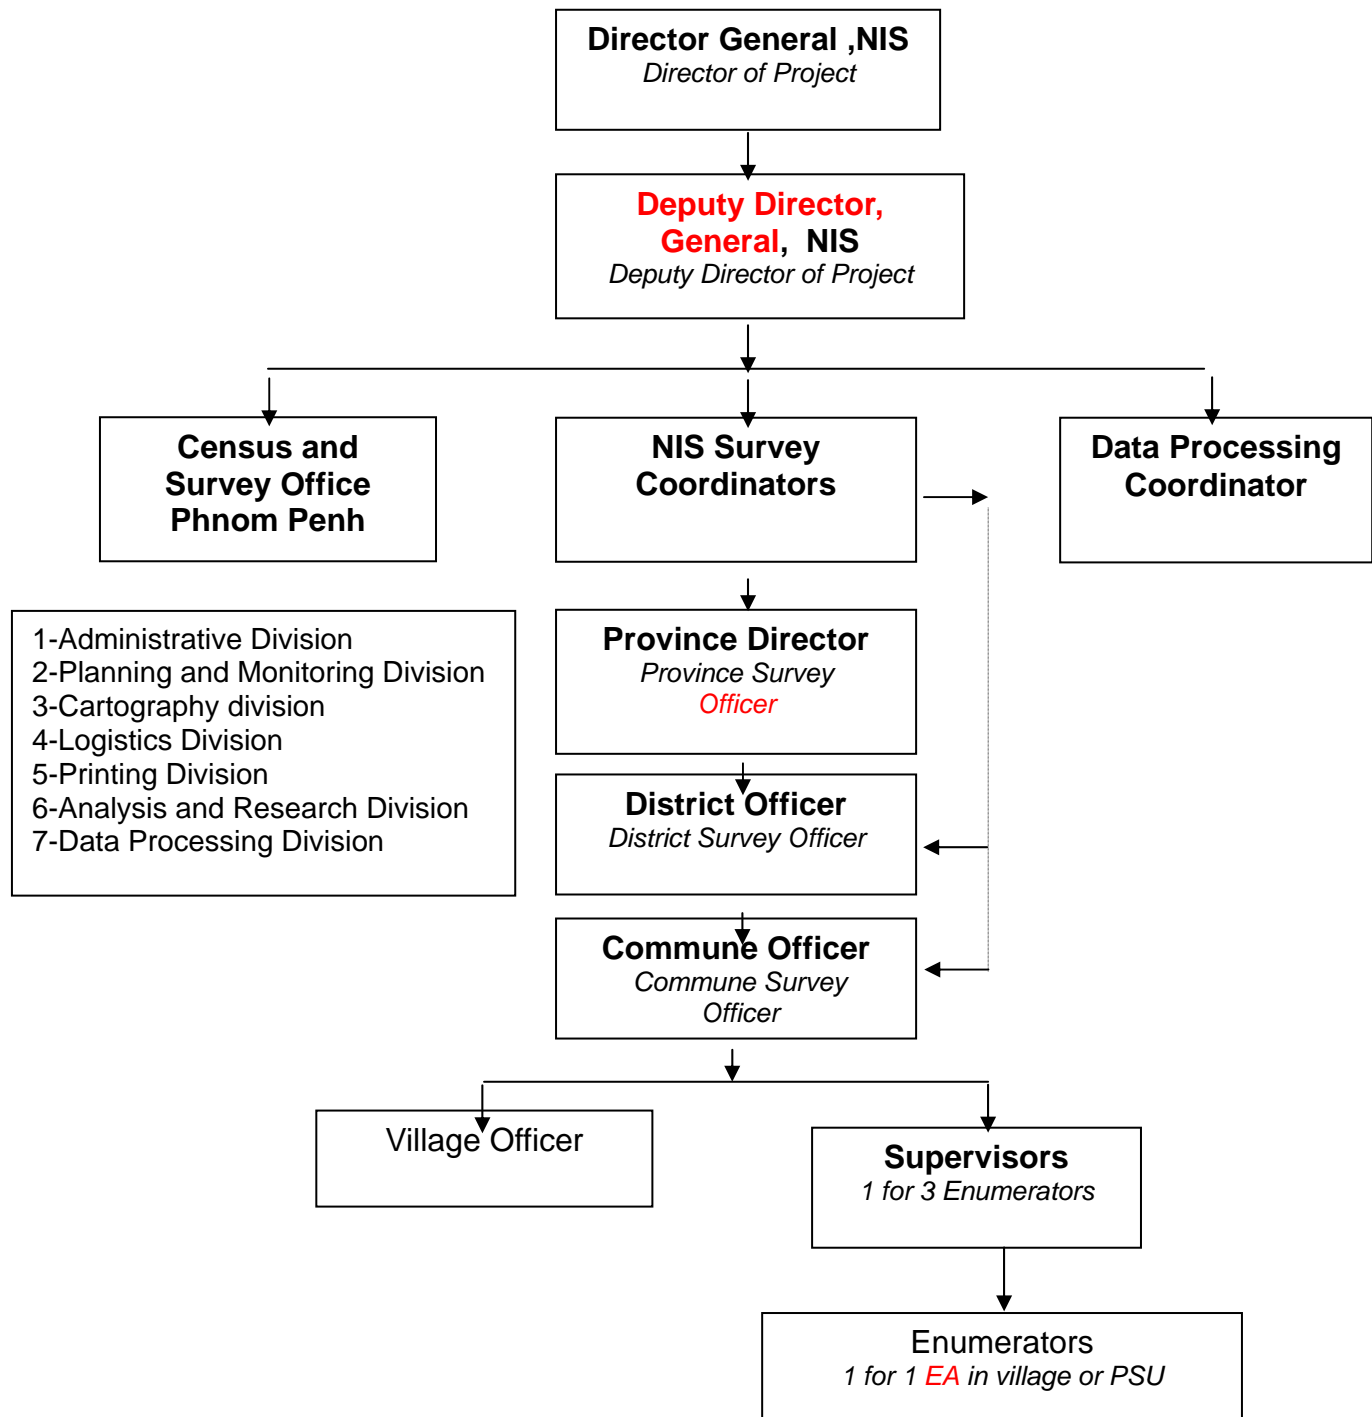 Director General ,NIS
Director of Project
Deputy Director,
General,  NIS
Deputy Director of Project
Census and
Survey Office
Phnom Penh
NIS Survey
Coordinators
Data Processing
Coordinator
1-Administrative Division
2-Planning and Monitoring Division
3-Cartography division
4-Logistics Division
5-Printing Division
6-Analysis and Research Division
7-Data Processing Division
Province Director
Province Survey
Officer
District Officer
District Survey Officer
Commune Officer
Commune Survey
Officer
Village Officer
Supervisors
1 for 3 Enumerators
Enumerators
1 for 1 EA in village or PSU